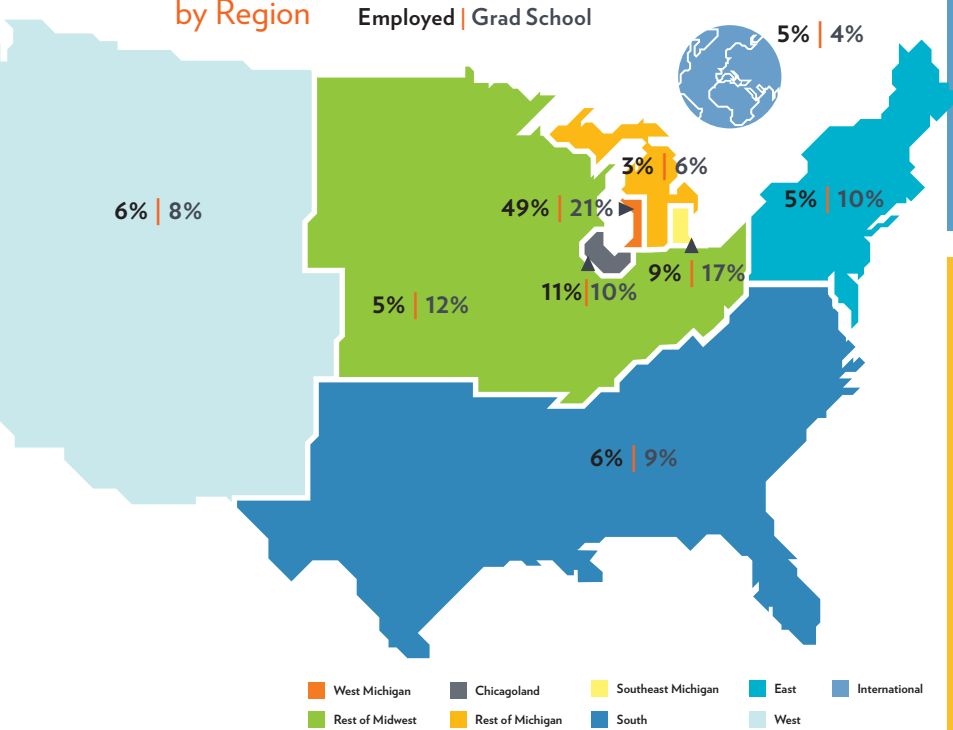 by Region
Employed | Grad School
5% | 4%
3% | 6%
6% | 8%
49% | 21%
5% | 10%
9% | 17%
11% | 10%
5% | 12%
6% | 9%
West Michigan
Chicagoland
Southeast Michigan
East
International
Rest of Midwest
Rest of Michigan
South
West